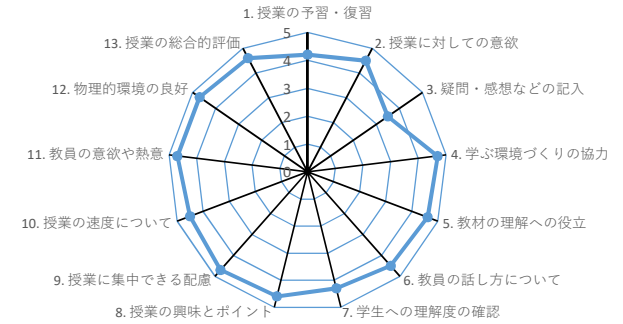 1. 授業の予習・復習
2. 授業に対しての意欲
3. 疑問・感想などの記入
4. 学ぶ環境づくりの協力
5. 教材の理解への役立
6. 教員の話し方について
7. 学生への理解度の確認
8. 授業の興味とポイント
9. 授業に集中できる配慮
10. 授業の速度について
11. 教員の意欲や熱意
12. 物理的環境の良好
13. 授業の総合的評価
5
4
3
2
1
0